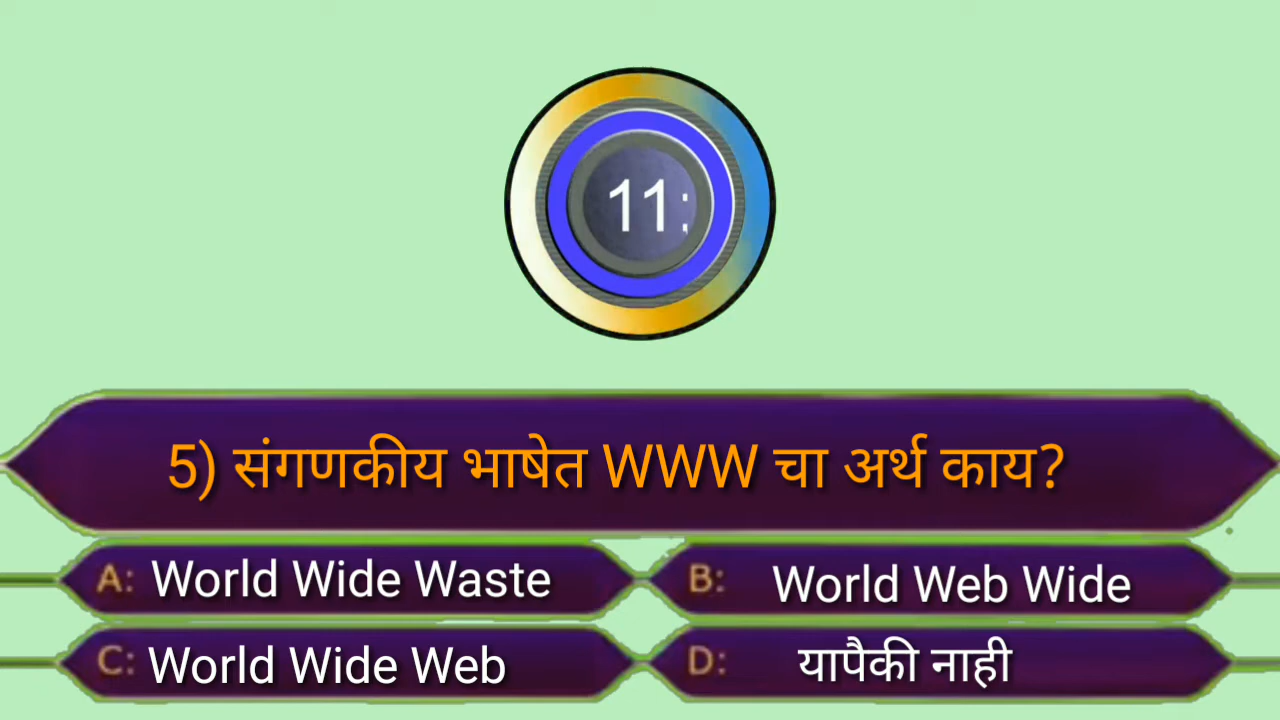 11:
5) संगणकीय भाषेत WWW चा अर्थ काय?
A: World Wide Waste
B: World Web Wide
C: World Wide Web
D: यापैकी नाही